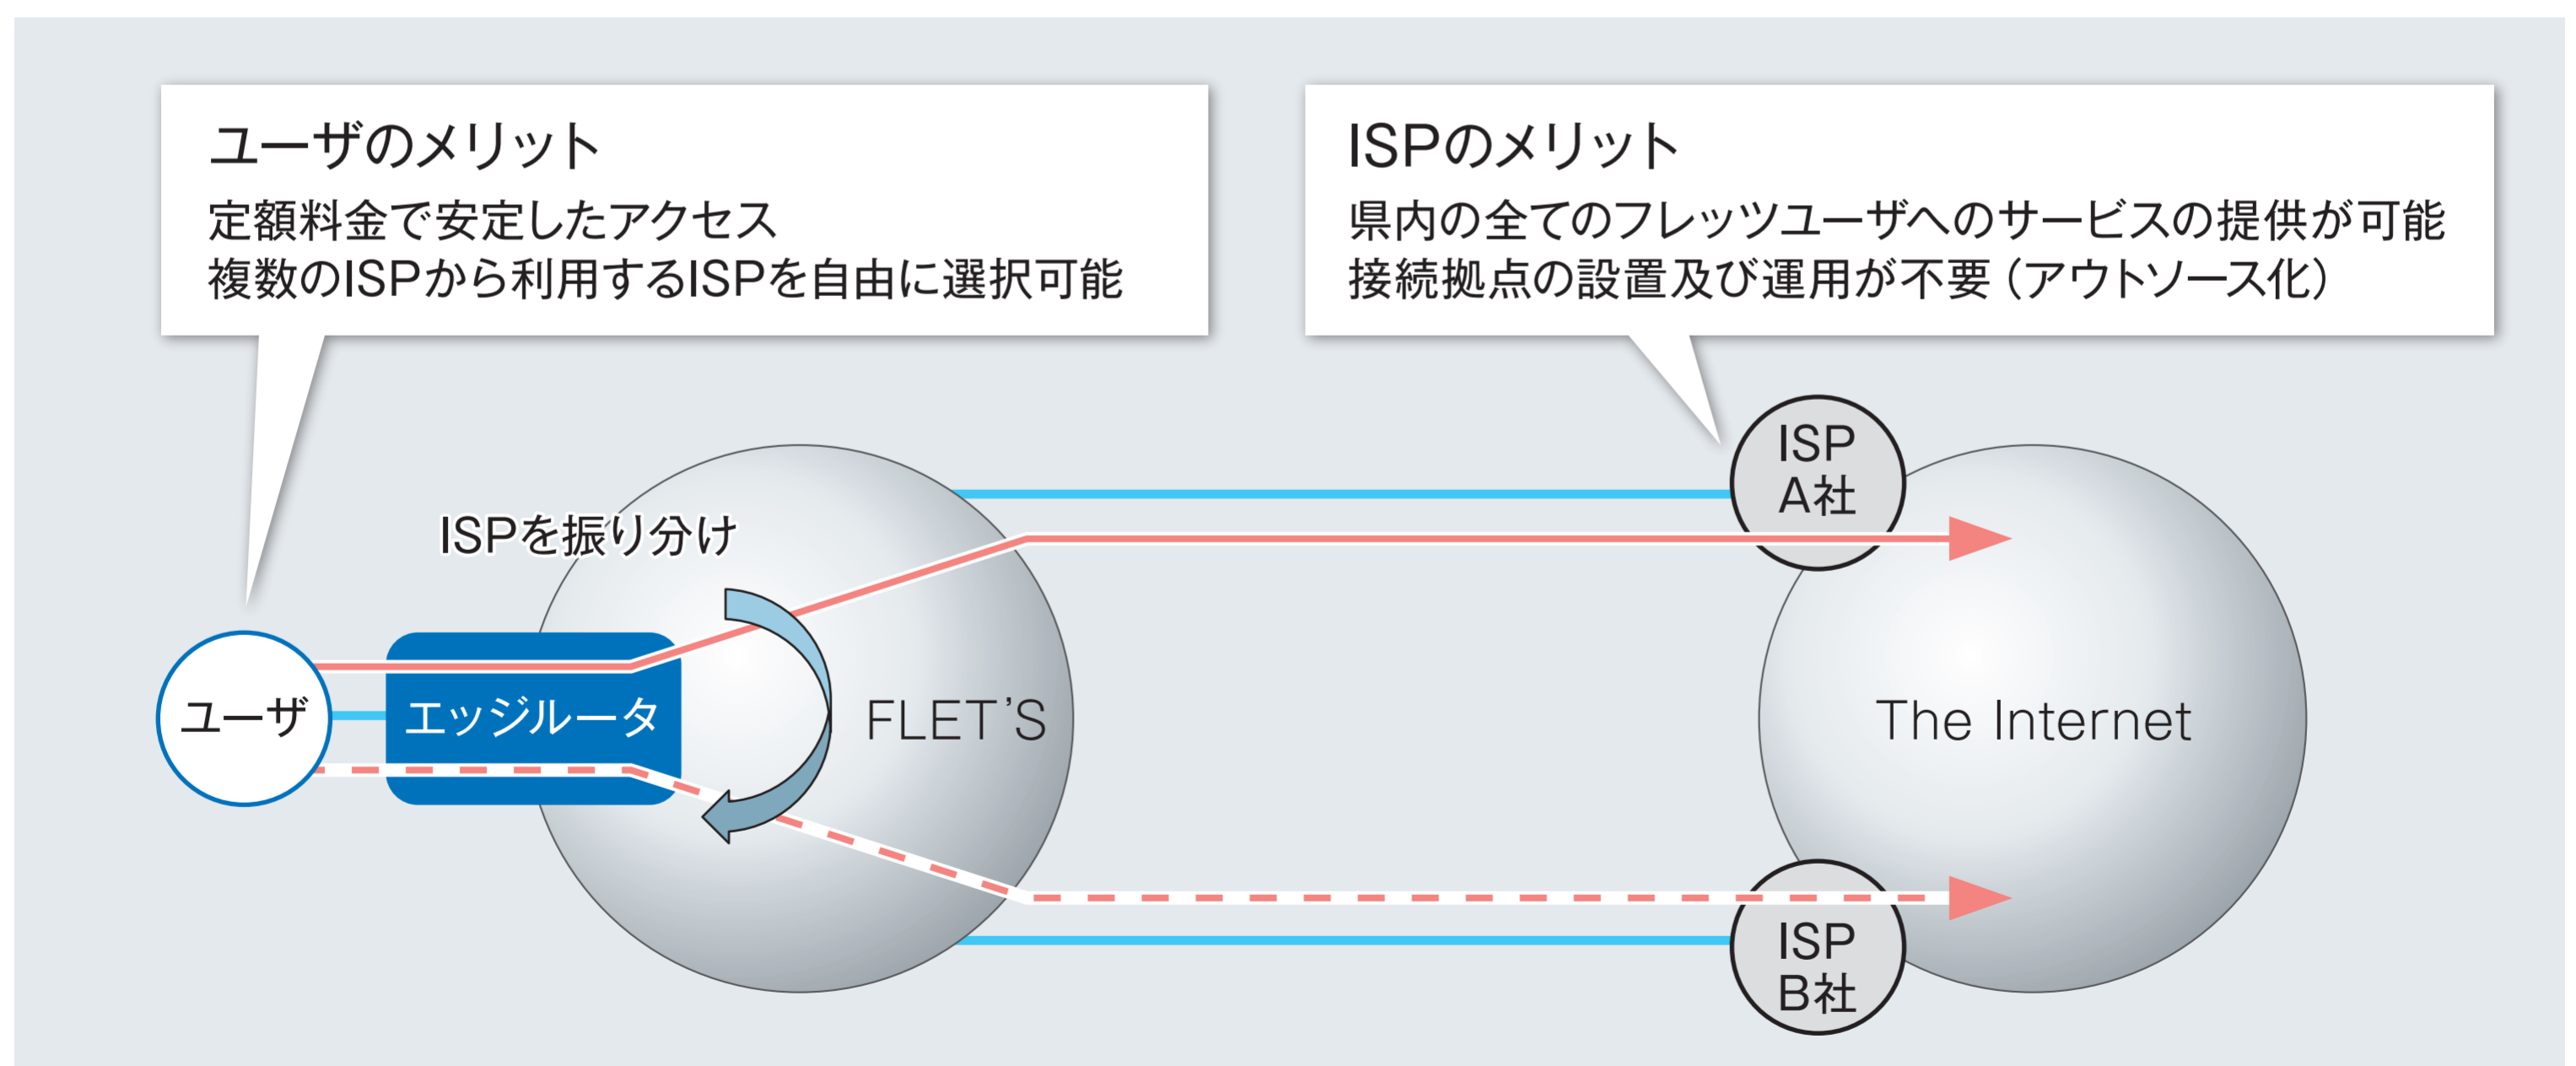 ユーザのメリット
定額料金で安定したアクセス
複数のISPから利用するISPを自由に選択可能
ISPのメリット
県内の全てのフレッツユーザへのサービスの提供が可能
接続拠点の設置及び運用が不要（アウトソース化）
ISPを振り分け
ISP
A社
ユーザ
エッジルータ
FLET'S
The Internet
ISP
B社